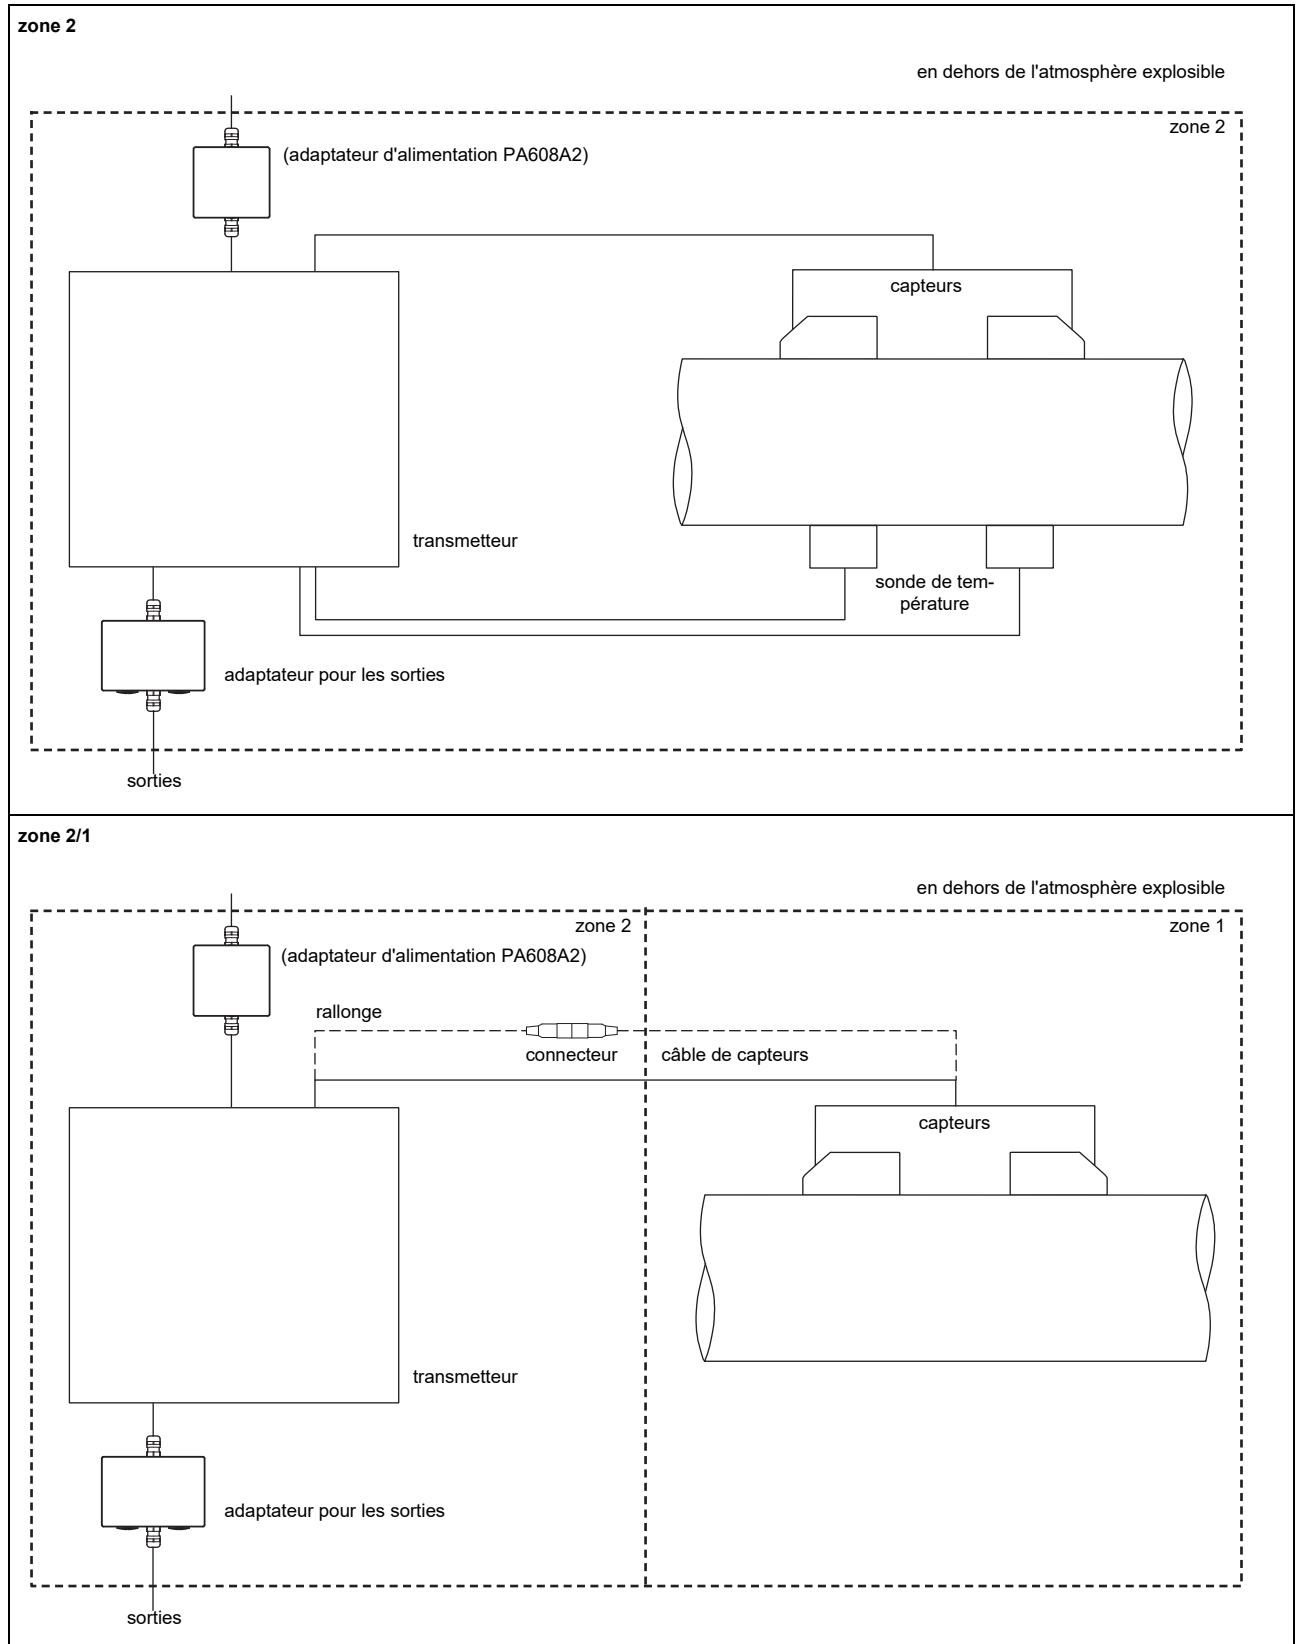 zone 2
en dehors de l'atmosphère explosible
zone 2
(adaptateur d'alimentation PA608A2)
capteurs
transmetteur
sonde de tem-
pérature
adaptateur pour les sorties
sorties
zone 2/1
en dehors de l'atmosphère explosible
zone 2
zone 1
(adaptateur d'alimentation PA608A2)
rallonge
connecteur
câble de capteurs
capteurs
transmetteur
adaptateur pour les sorties
sorties